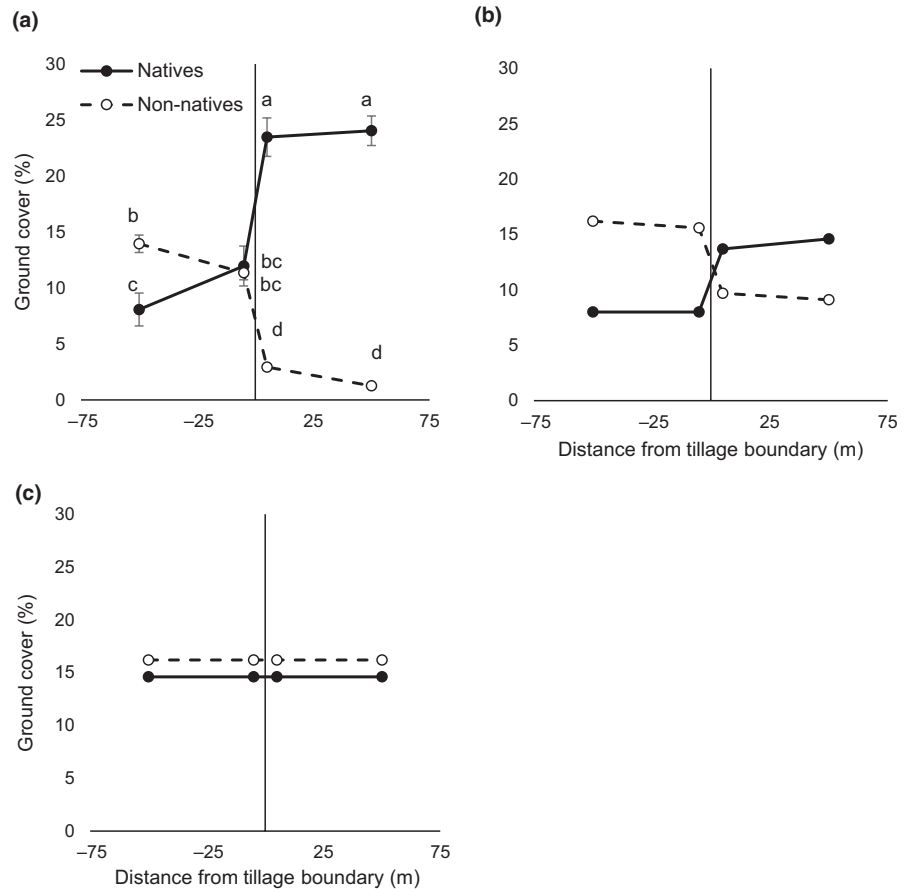 (a)
30
25
20
15
10
5
0
Ground cover (%)
Natives
Non-natives
a a
b
c
bc
bc
d
d
–75 –25 25 75
(b)
30
25
20
15
10
5
0
–75 –25 25 75
Distance from tillage boundary (m)
(c)
30
25
20
15
10
5
0
Ground cover (%)
–75 –25 25 75
Distance from tillage boundary (m)